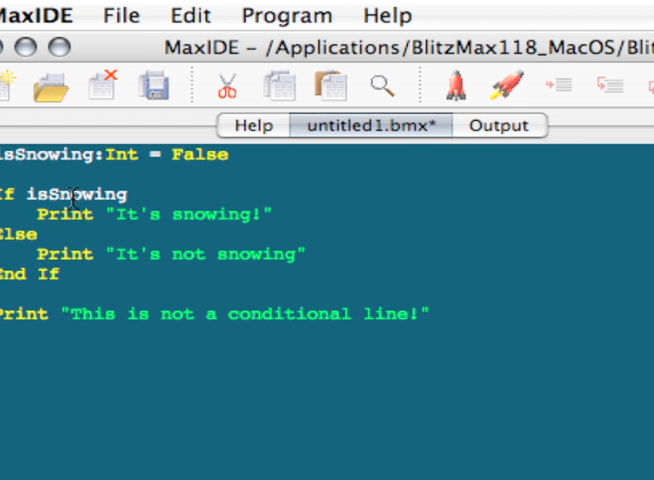 MaxIDE File Edit Program Help
MaxIDE - /Applications/BlitzMax118_MacOS/Blit
Help untitled1.bmx* Output
isSnowing:Int = False
If isSnowing
Print "It's snowing!"
Else
Print "It's not snowing"
End If
Print "This is not a conditional line!"